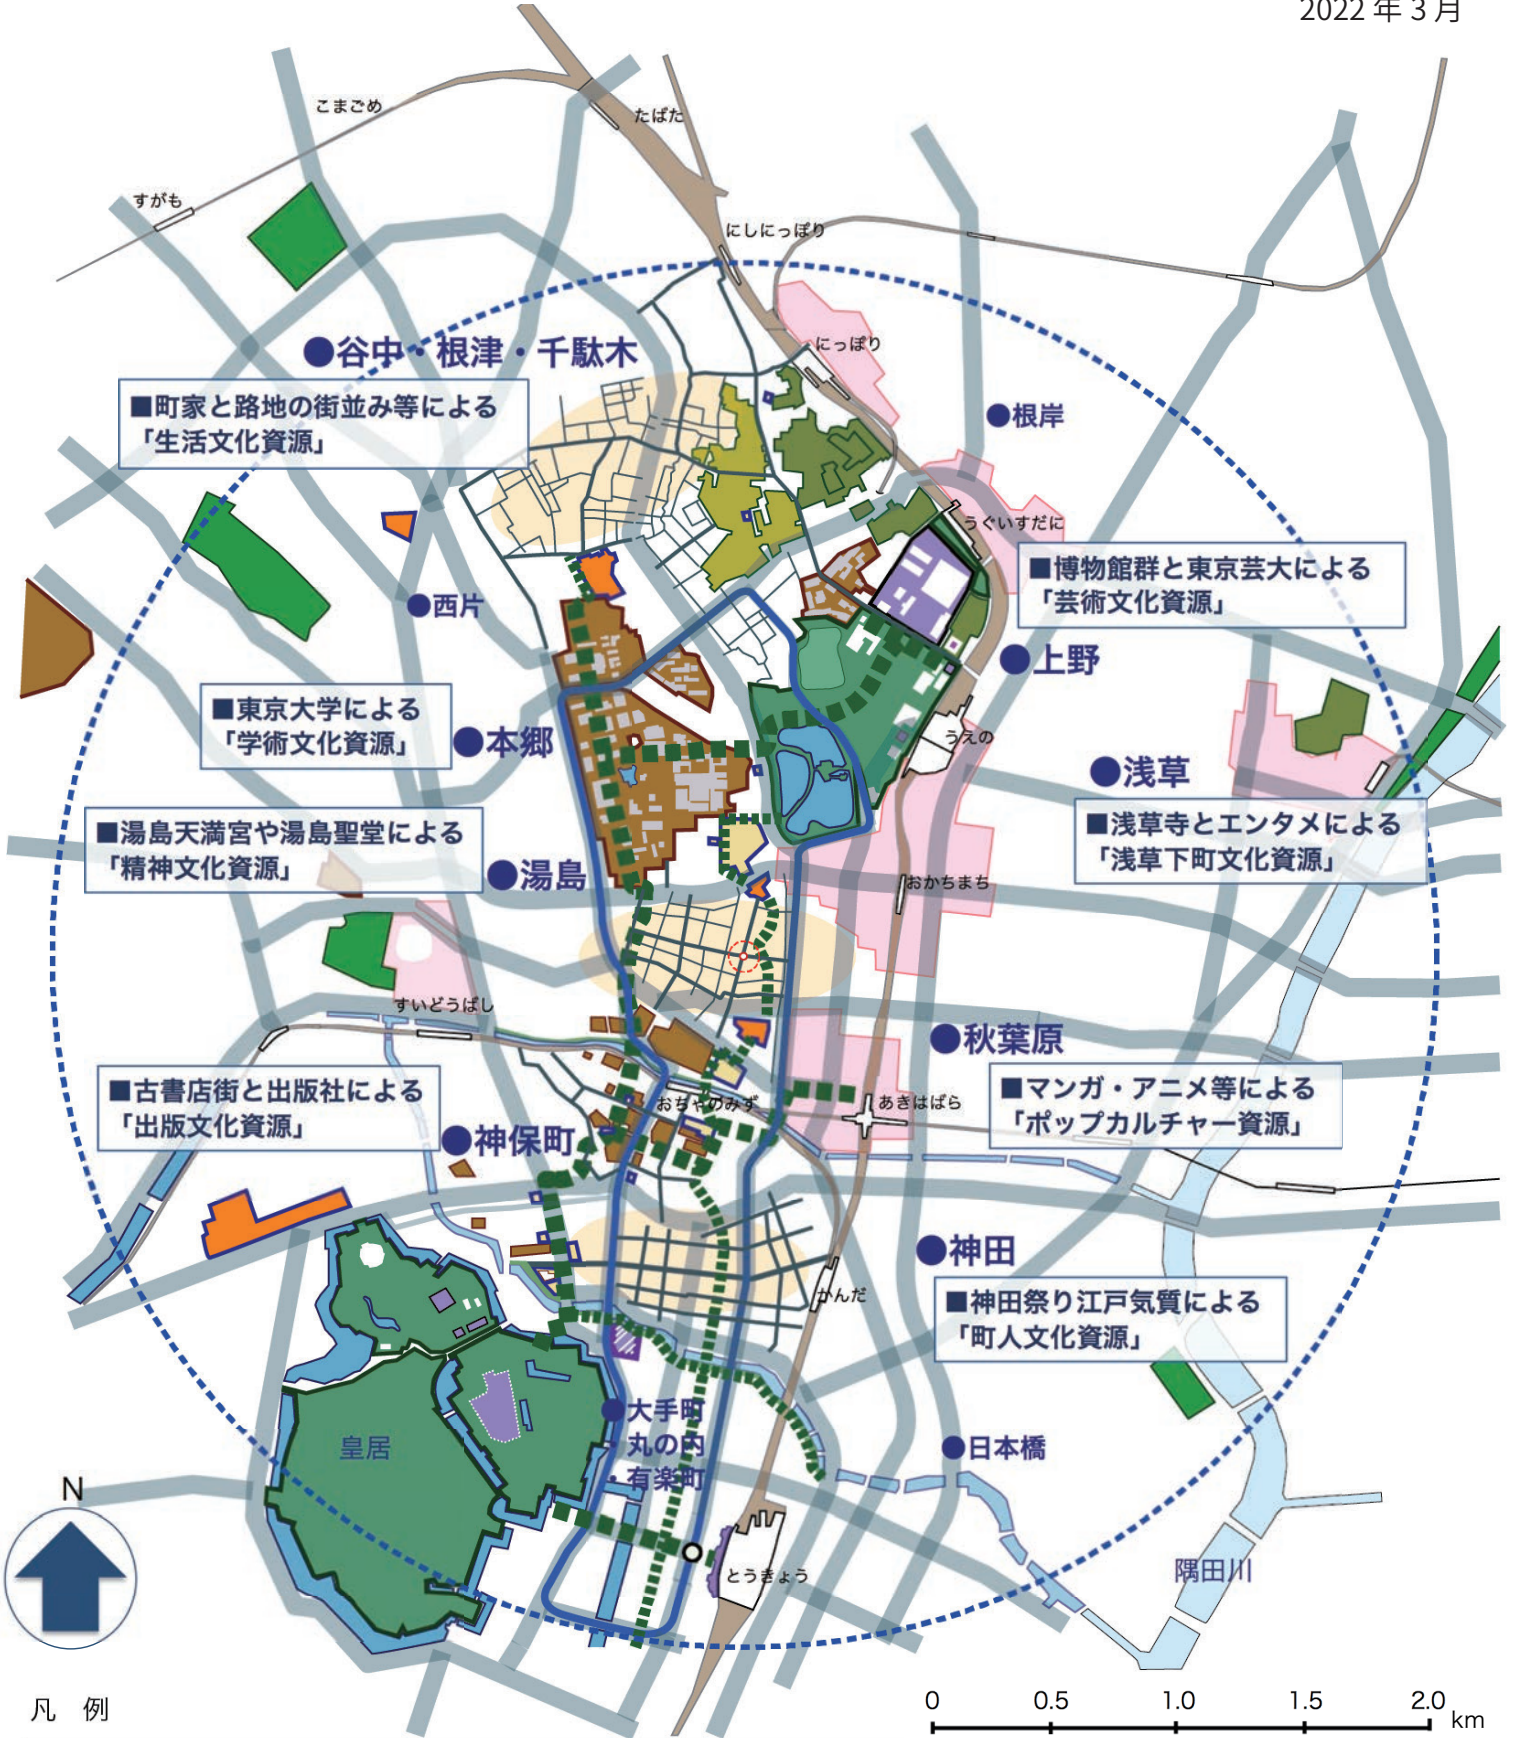 2022 年 3 月
こまごめ
たばた
すがも
にしにっぽり
にっぽり
●谷中・根津・千駄木
■町家と路地の街並み等による
「生活文化資源」
●根岸
うぐいすだに
■博物館群と東京芸大による
「芸術文化資源」
●西片
●上野
■東京大学による
「学術文化資源」
●本郷
うえの
●浅草
■浅草寺とエンタメによる
「浅草下町文化資源」
■湯島天満宮や湯島聖堂による
「精神文化資源」
●湯島
おかちまち
すいどうばし
●秋葉原
■マンガ・アニメ等による
「ポップカルチャー資源」
■古書店街と出版社による
「出版文化資源」
おちゃのみず
あきはばら
●神保町
●神田
■神田祭り江戸気質による
「町人文化資源」
かんだ
●大手町
・丸の内
・有楽町
皇居
●日本橋
N
とうきょう
隅田川
凡 例
0 0.5 1.0 1.5 2.0 km